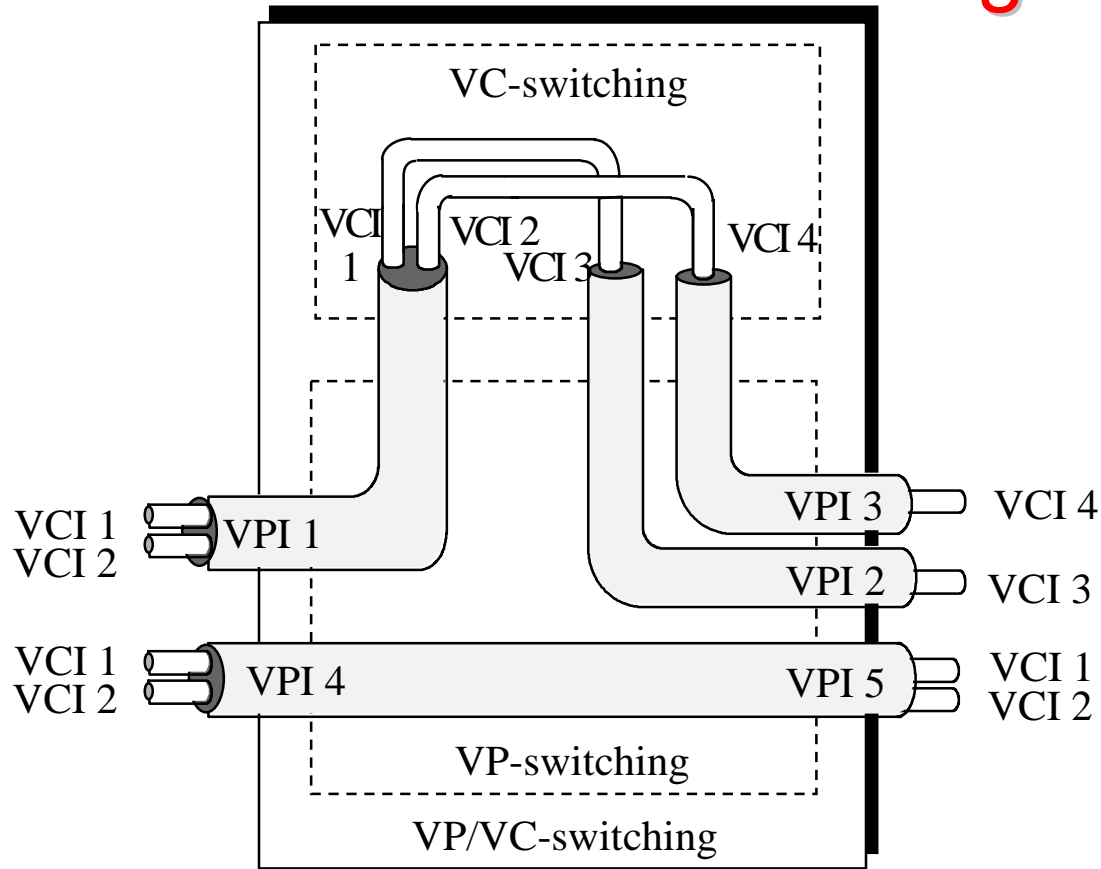 VC-switching
VCI
1
VCI 2
VCI 3
VCI 4
VCI 1
VCI 2
VPI 1
VPI 3
VCI 4
VPI 2
VCI 3
VCI 1
VCI 2
VPI 4
VPI 5
VCI 1
VCI 2
VP-switching
VP/VC-switching